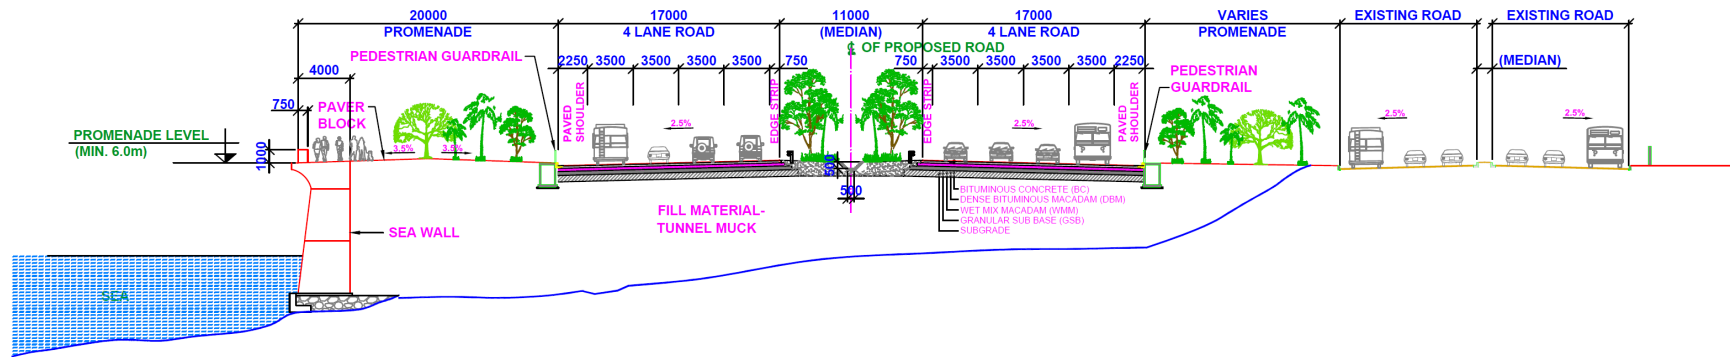 20000
PROMENADE
17000
4 LANE ROAD
11000
(MEDIAN)
17000
4 LANE ROAD
VARIES
PROMENADE
EXISTING ROAD
EXISTING ROAD
℄ OF PROPOSED ROAD
PEDESTRIAN GUARDRAIL
2250
3500
3500
3500
3500
750
750
3500
3500
3500
3500
2250
(MEDIAN)
4000
PEDESTRIAN
GUARDRAIL
750
PAVER
BLOCK
PAVED
SHOULDER
EDGE STRIP
EDGE STRIP
PAVED
SHOULDER
PROMENADE LEVEL
(MIN. 6.0m)
1000
3.5%
3.5%
2.5%
2.5%
2.5%
2.5%
500
500
BITUMINOUS CONCRETE (BC)
DENSE BITUMINOUS MACADAM (DBM)
WET MIX MACADAM (WMM)
GRANULAR SUB BASE (GSB)
SUBGRADE
FILL MATERIAL-
TUNNEL MUCK
SEA WALL
SEA